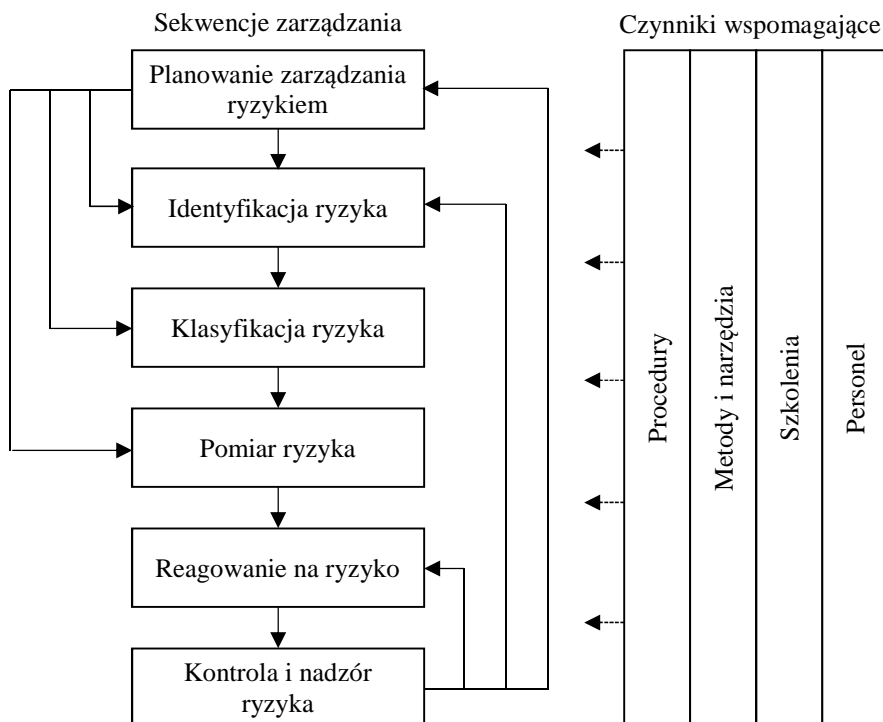 Sekwencje zarządzania
Planowanie zarządzania
ryzykiem
Identyfikacja ryzyka
Klasyfikacja ryzyka
Pomiar ryzyka
Reagowanie na ryzyko
Kontrola i nadzór
ryzyka
Czynniki wspomagające
Procedury
Metody i narzędzia
Szkolenia
Personel